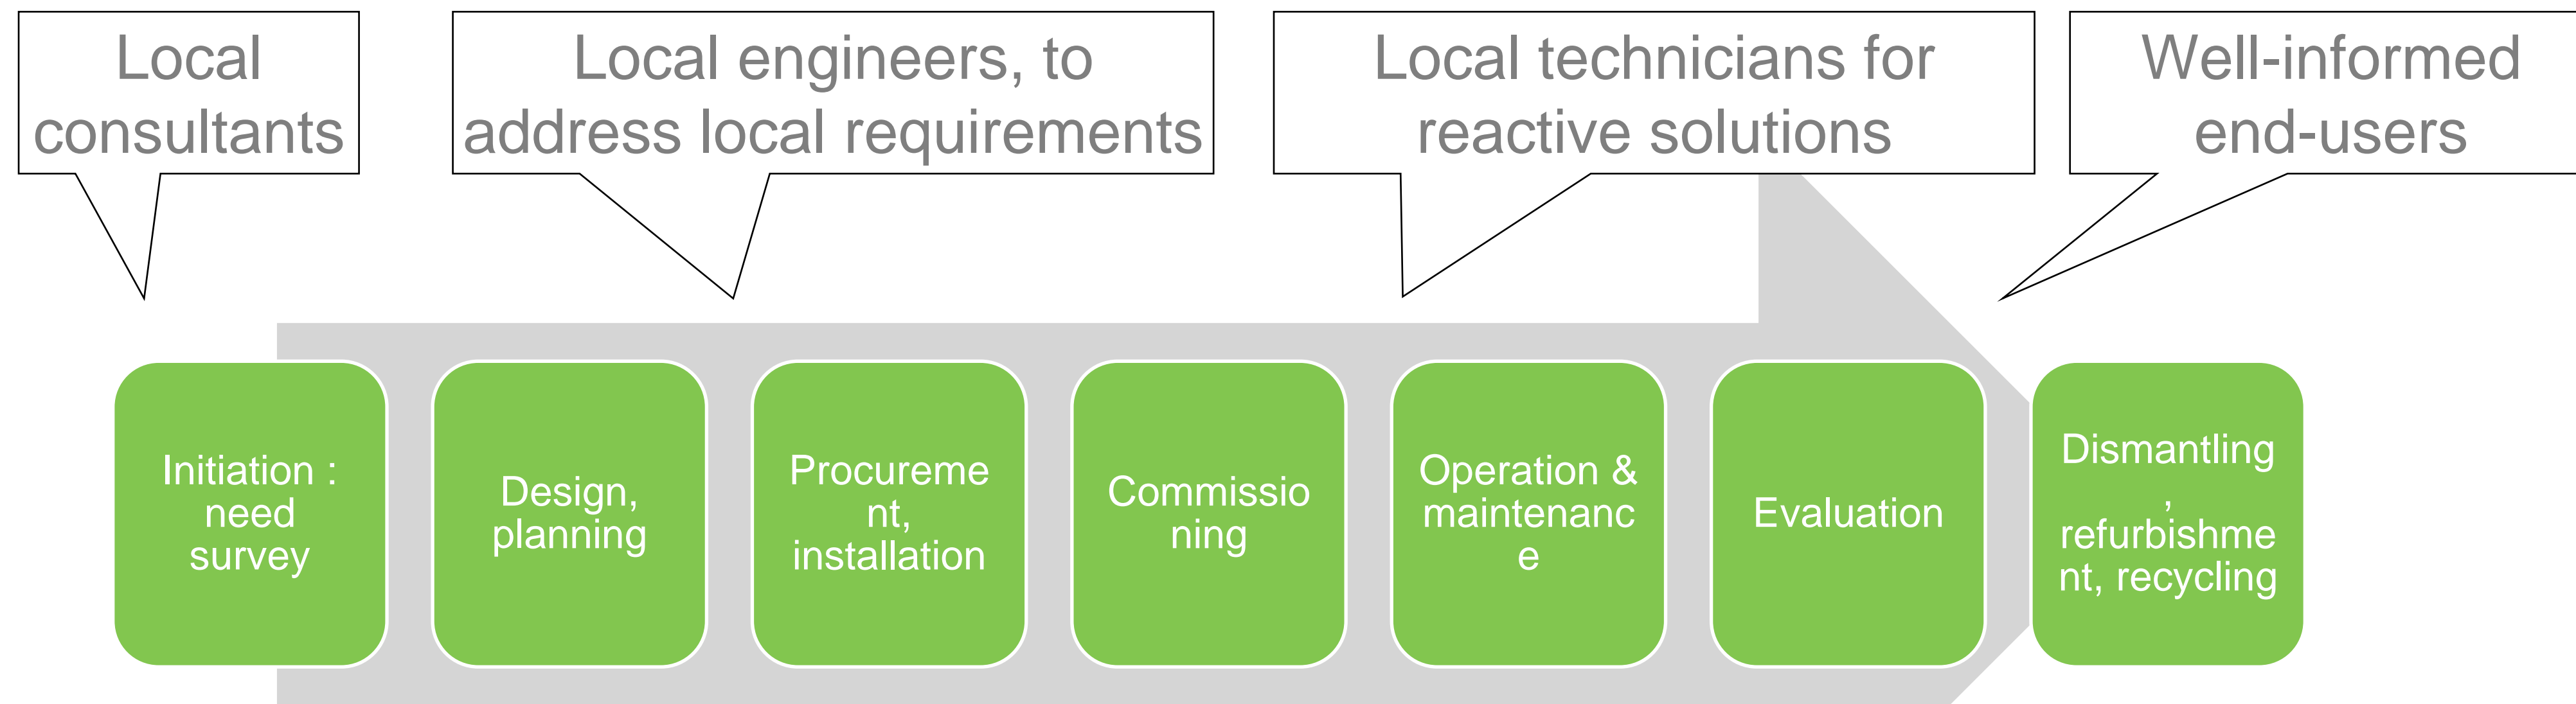 Local
consultants
Local engineers, to
address local requirements
Local technicians for
reactive solutions
Well-informed
end-users
Initiation :
need
survey
Design,
planning
Procureme
nt,
installation
Commissio
ning
Operation &
maintenanc
e
Evaluation
Dismantling
,
refurbishme
nt, recycling